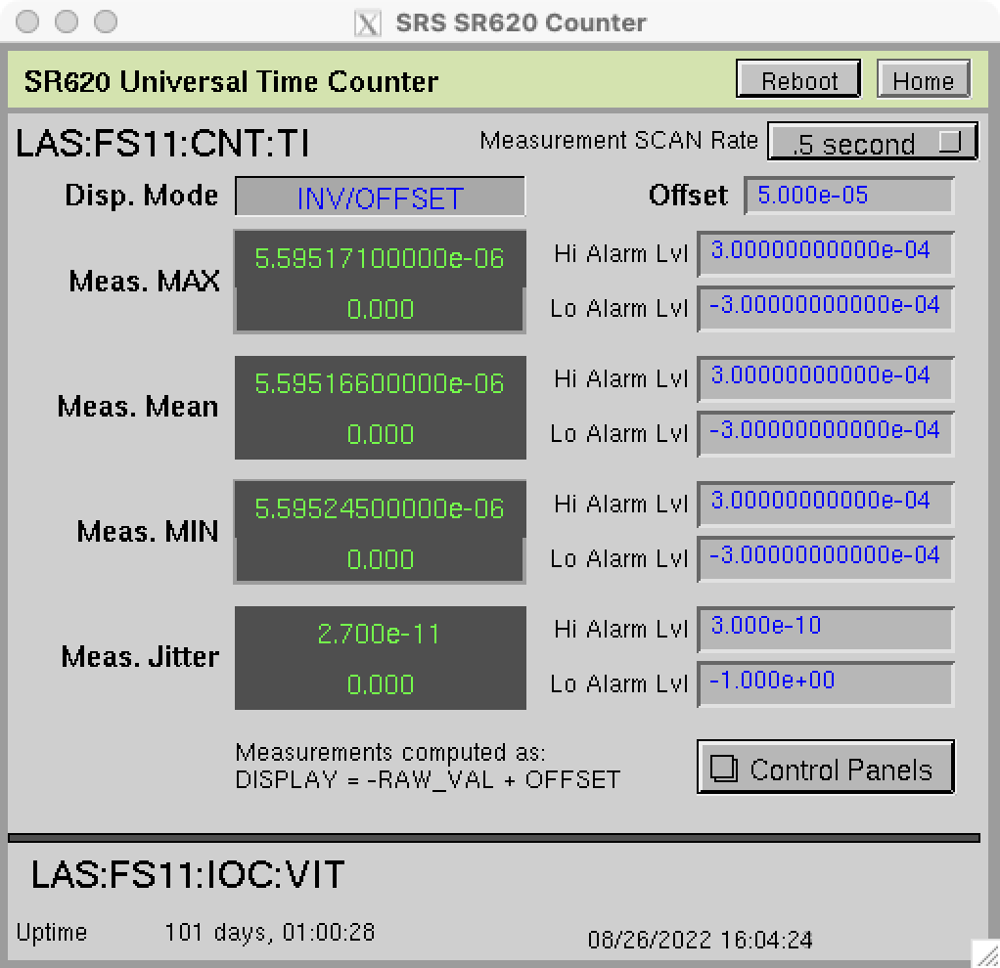 SRS SR620 Counter
SR620 Universal Time Counter Reboot Home
LAS:FS11:CNT:TI Measurement SCAN Rate .5 second
Disp. Mode INV/OFFSET Offset 5.000e-05
Meas. MAX 5.59517100000e-06 Hi Alarm Lvl 3.00000000000e-04
0.000 Lo Alarm Lvl -3.00000000000e-04
Meas. Mean 5.59516600000e-06 Hi Alarm Lvl 3.00000000000e-04
0.000 Lo Alarm Lvl -3.00000000000e-04
Meas. MIN 5.59524500000e-06 Hi Alarm Lvl 3.00000000000e-04
0.000 Lo Alarm Lvl -3.00000000000e-04
Meas. Jitter 2.700e-11 Hi Alarm Lvl 3.000e-10
0.000 Lo Alarm Lvl -1.000e+00
Measurements computed as:
DISPLAY = -RAW_VAL + OFFSET Control Panels
LAS:FS11:IOC:VIT
Uptime 101 days, 01:00:28 08/26/2022 16:04:24